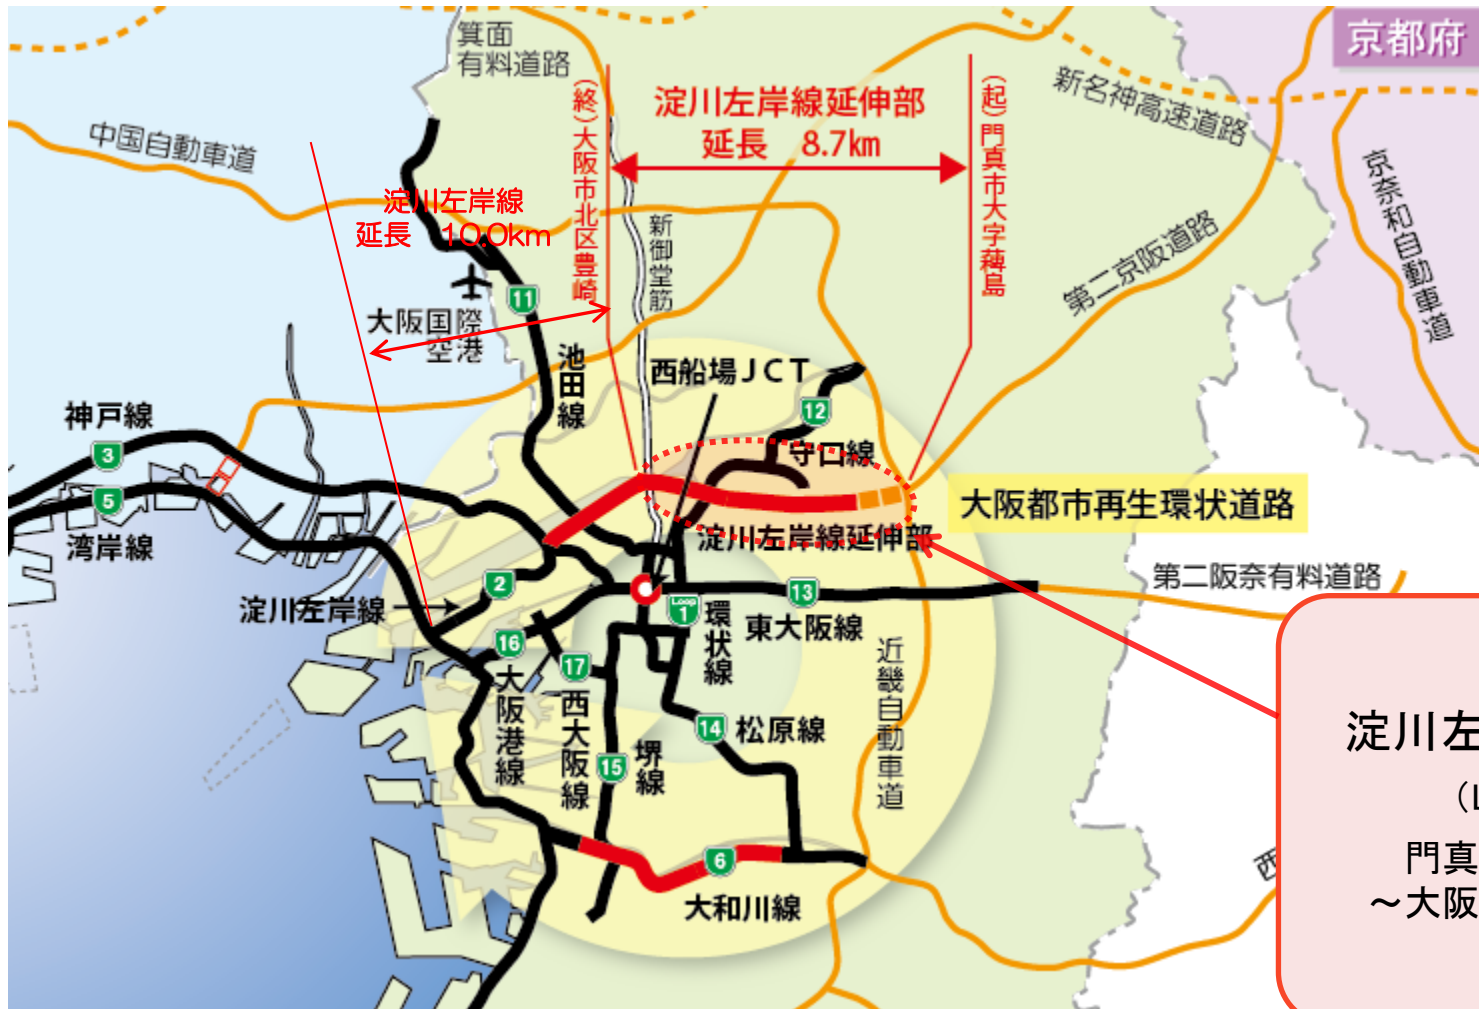 京都府
箕面
有料道路
中国自動車道
淀川左岸線延伸部
延長 8.7㎞
(終)大阪市北区豊崎
(起)門真市大字薭島
新名神高速道路
京奈和自動車道
淀川左岸線
延長 10.0km
新御堂筋
第二京阪道路
11
大阪国際
空港
池田線
西船場JCT
12
神戸線
3
守口線
5
湾岸線
大阪都市再生環状道路
淀川左岸線延伸部
2
淀川左岸線
13
第二阪奈有料道路
Loop
1
環状線
東大阪線
16
大阪港線
17
西大阪線
近畿自動車道
14
松原線
15
堺線
淀川左
(L
門真
~大阪
西
6
大和川線